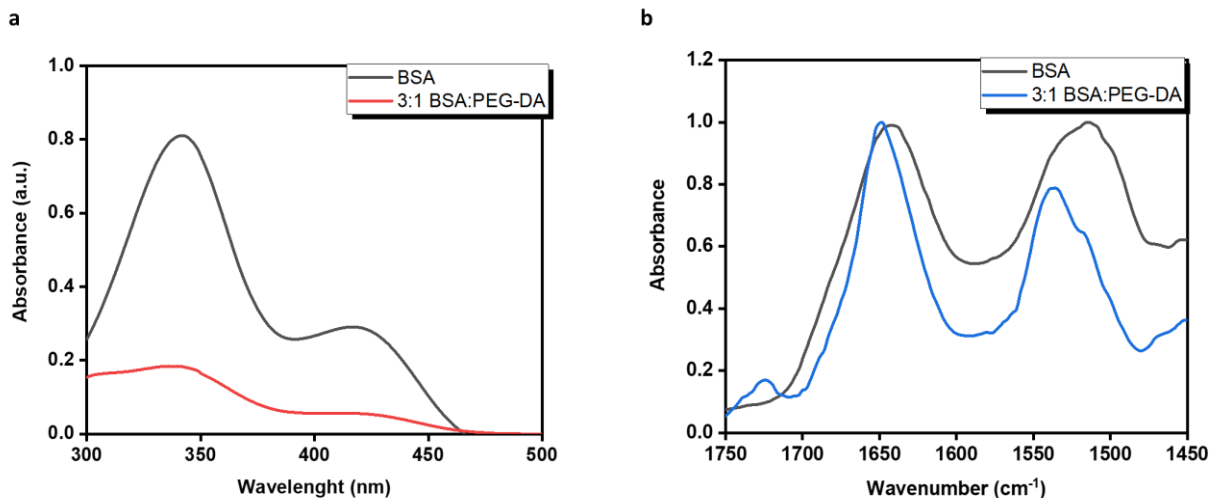 a
1.0
0.8
0.6
0.4
0.2
0.0
Absorbance (a.u.)
BSA
3:1 BSA:PEG-DA
300
350
400
450
500
Wavelenght (nm)
b
1.2
1.0
0.8
0.6
0.4
0.2
0.0
Absorbance
BSA
3:1 BSA:PEG-DA
1750
1700
1650
1600
1550
1500
1450
Wavenumber (cm⁻¹)